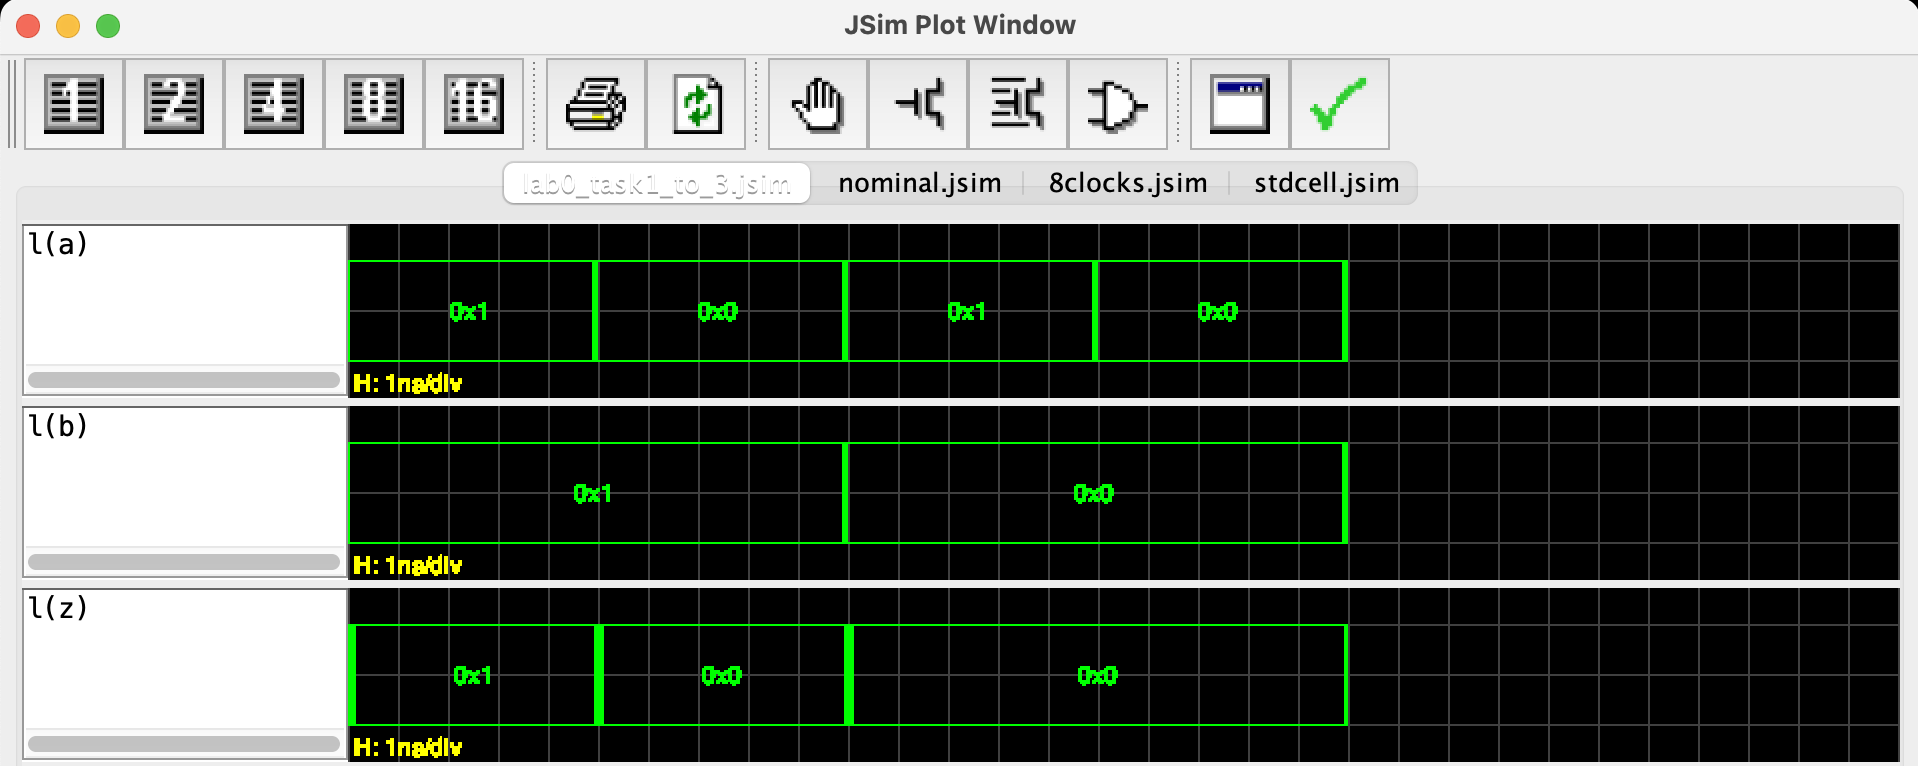 JSim Plot Window
1 2 4 8 16
lab0_task1_to_3.jsim nominal.jsim 8clocks.jsim stdcell.jsim
l(a)
0x1 0x0 0x1 0x0
H: 1ns/div
l(b)
0x1 0x0
H: 1ns/div
l(z)
0x1 0x0 0x0
H: 1ns/div